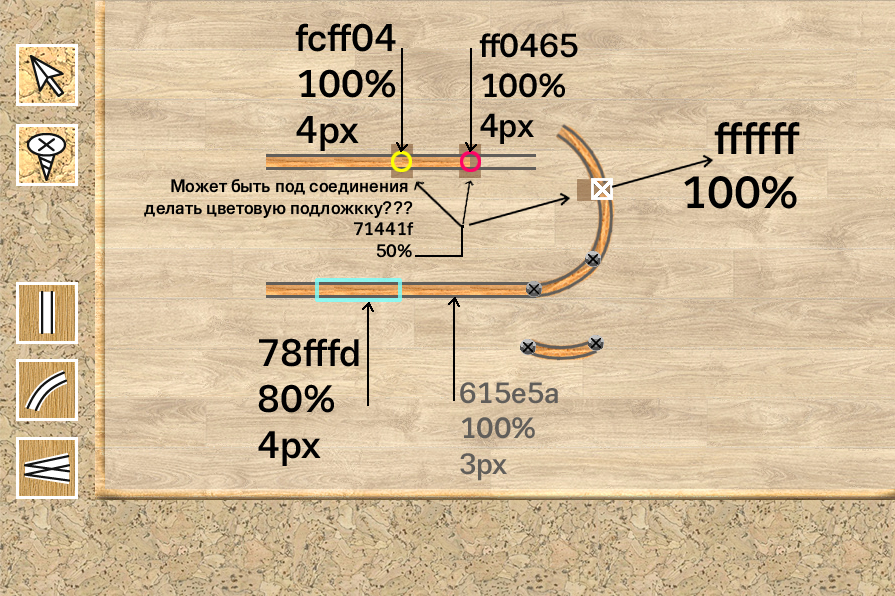 fcff04
100%
4px
ff0465
100%
4px
ffffff
100%
Может быть под соединения
делать цветовую подложкку???
71441f
50%
78fffd
80%
4px
615e5a
100%
3px